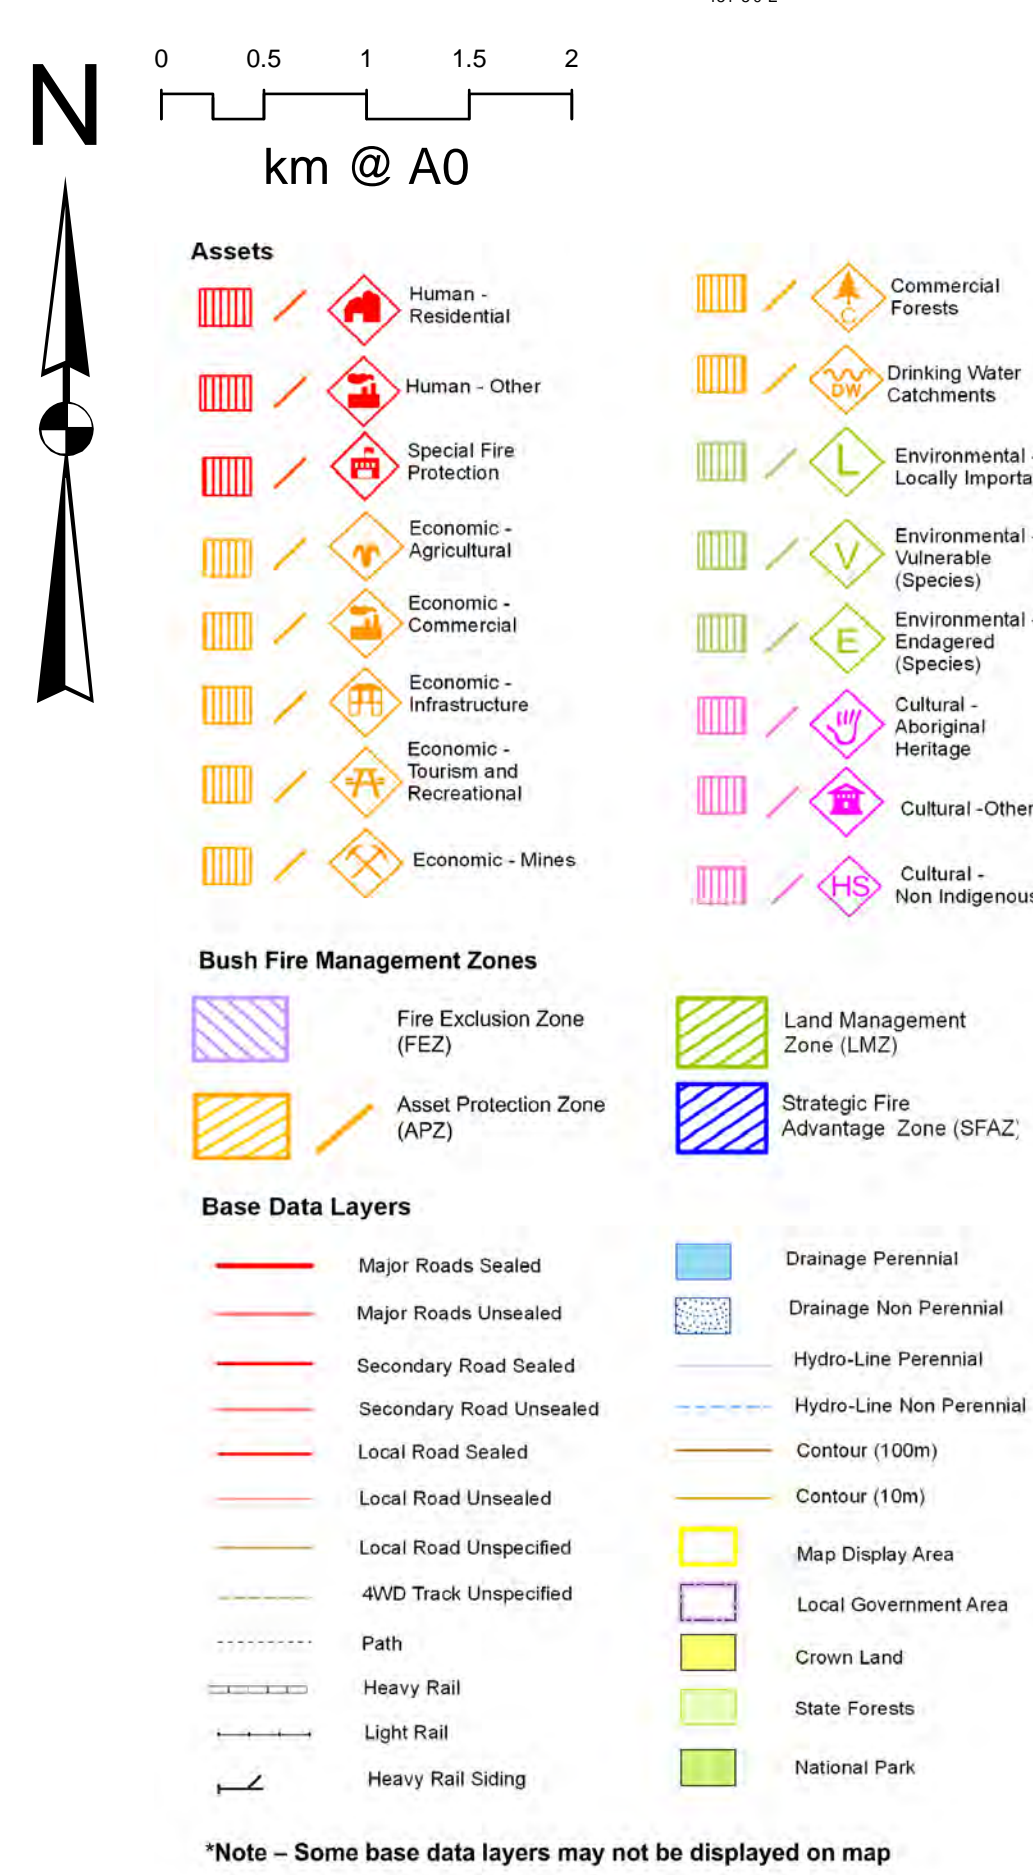 0 0.5 1 1.5 2
N
km @ A0
Assets
Human -
Residential
Human - Other
Special Fire
Protection
Economic -
Agricultural
Economic -
Commercial
Economic -
Infrastructure
Economic -
Tourism and
Recreational
Economic - Mines
C
Commercial
Forests
DW
Drinking Water
Catchments
L
Environmental -
Locally Importa
V
Environmental -
Vulnerable
(Species)
E
Environmental -
Endagered
(Species)
Cultural -
Aboriginal
Heritage
Cultural -Other
HS
Cultural -
Non Indigenous
Bush Fire Management Zones
Fire Exclusion Zone
(FEZ)
Asset Protection Zone
(APZ)
Land Management
Zone (LMZ)
Strategic Fire
Advantage Zone (SFAZ)
Base Data Layers
Major Roads Sealed
Major Roads Unsealed
Secondary Road Sealed
Secondary Road Unsealed
Local Road Sealed
Local Road Unsealed
Local Road Unspecified
4WD Track Unspecified
Path
Heavy Rail
Light Rail
Heavy Rail Siding
Drainage Perennial
Drainage Non Perennial
Hydro-Line Perennial
Hydro-Line Non Perennial
Contour (100m)
Contour (10m)
Map Display Area
Local Government Area
Crown Land
State Forests
National Park
*Note – Some base data layers may not be displayed on map